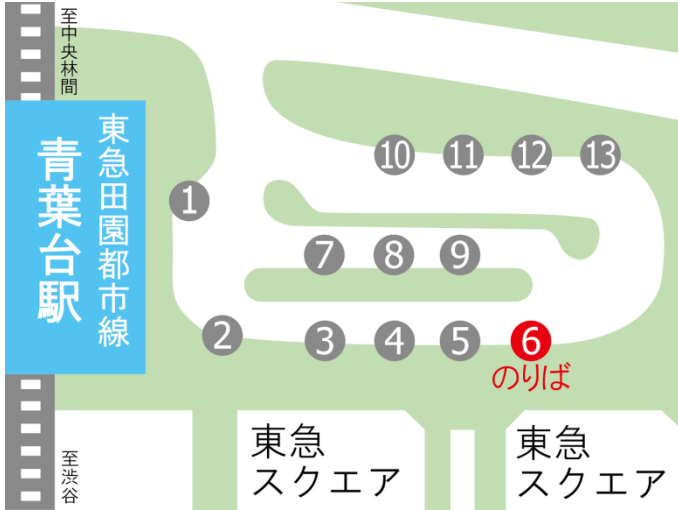 至中央林間
東急田園都市線
青葉台駅
至渋谷
1
2
3
4
5
6
のりば
7
8
9
10
11
12
13
東急
スクエア
東急
スクエア